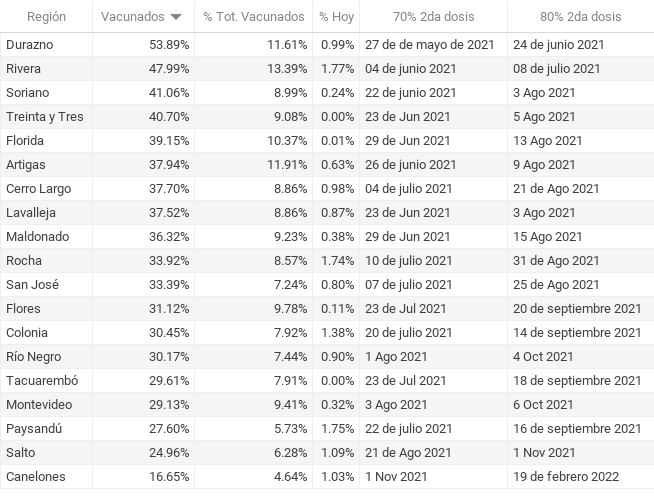 Región Vacunados % Tot. Vacunados % Hoy 70% 2da dosis 80% 2da dosis
Durazno 53.89% 11.61% 0.99% 27 de de mayo de 2021 24 de junio 2021
Rivera 47.99% 13.39% 1.77% 04 de junio 2021 08 de julio 2021
Soriano 41.06% 8.99% 0.24% 22 de junio 2021 3 Ago 2021
Treinta y Tres 40.70% 9.08% 0.00% 23 de Jun 2021 5 Ago 2021
Florida 39.15% 10.37% 0.01% 29 de Jun 2021 13 Ago 2021
Artigas 37.94% 11.91% 0.63% 26 de junio 2021 9 Ago 2021
Cerro Largo 37.70% 8.86% 0.98% 04 de julio 2021 21 de Ago 2021
Lavalleja 37.52% 8.86% 0.87% 23 de Jun 2021 3 Ago 2021
Maldonado 36.32% 9.23% 0.38% 29 de Jun 2021 15 Ago 2021
Rocha 33.92% 8.57% 1.74% 10 de julio 2021 31 de Ago 2021
San José 33.39% 7.24% 0.80% 07 de julio 2021 25 de Ago 2021
Flores 31.12% 9.78% 0.11% 23 de Jul 2021 20 de septiembre 2021
Colonia 30.45% 7.92% 1.38% 20 de julio 2021 14 de septiembre 2021
Río Negro 30.17% 7.44% 0.90% 1 Ago 2021 4 Oct 2021
Tacuarembó 29.61% 7.91% 0.00% 23 de Jul 2021 18 de septiembre 2021
Montevideo 29.13% 9.41% 0.32% 3 Ago 2021 6 Oct 2021
Paysandú 27.60% 5.73% 1.75% 22 de julio 2021 16 de septiembre 2021
Salto 24.96% 6.28% 1.09% 21 de Ago 2021 1 Nov 2021
Canelones 16.65% 4.64% 1.03% 1 Nov 2021 19 de febrero 2022